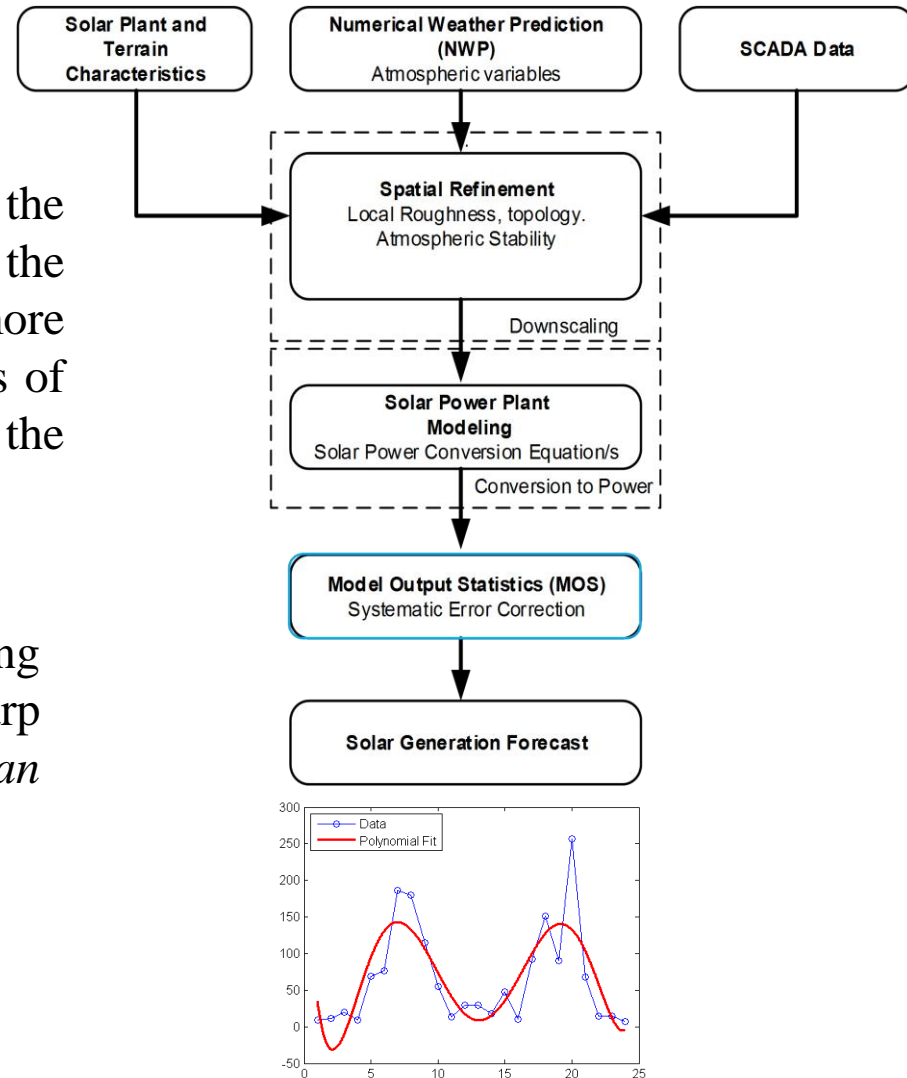 Solar Plant and
Terrain
Characteristics
Numerical Weather Prediction
(NWP)
Atmospheric variables
SCADA Data
Spatial Refinement
Local Roughness, topology.
Atmospheric Stability
Downscaling
Solar Power Plant
Modeling
Solar Power Conversion Equation/s
Conversion to Power
Model Output Statistics (MOS)
Systematic Error Correction
Solar Generation Forecast
the
the
s of
the
an
300
250
200
150
100
50
0
-50
Data
Polynomial Fit
0
5
10
15
20
25